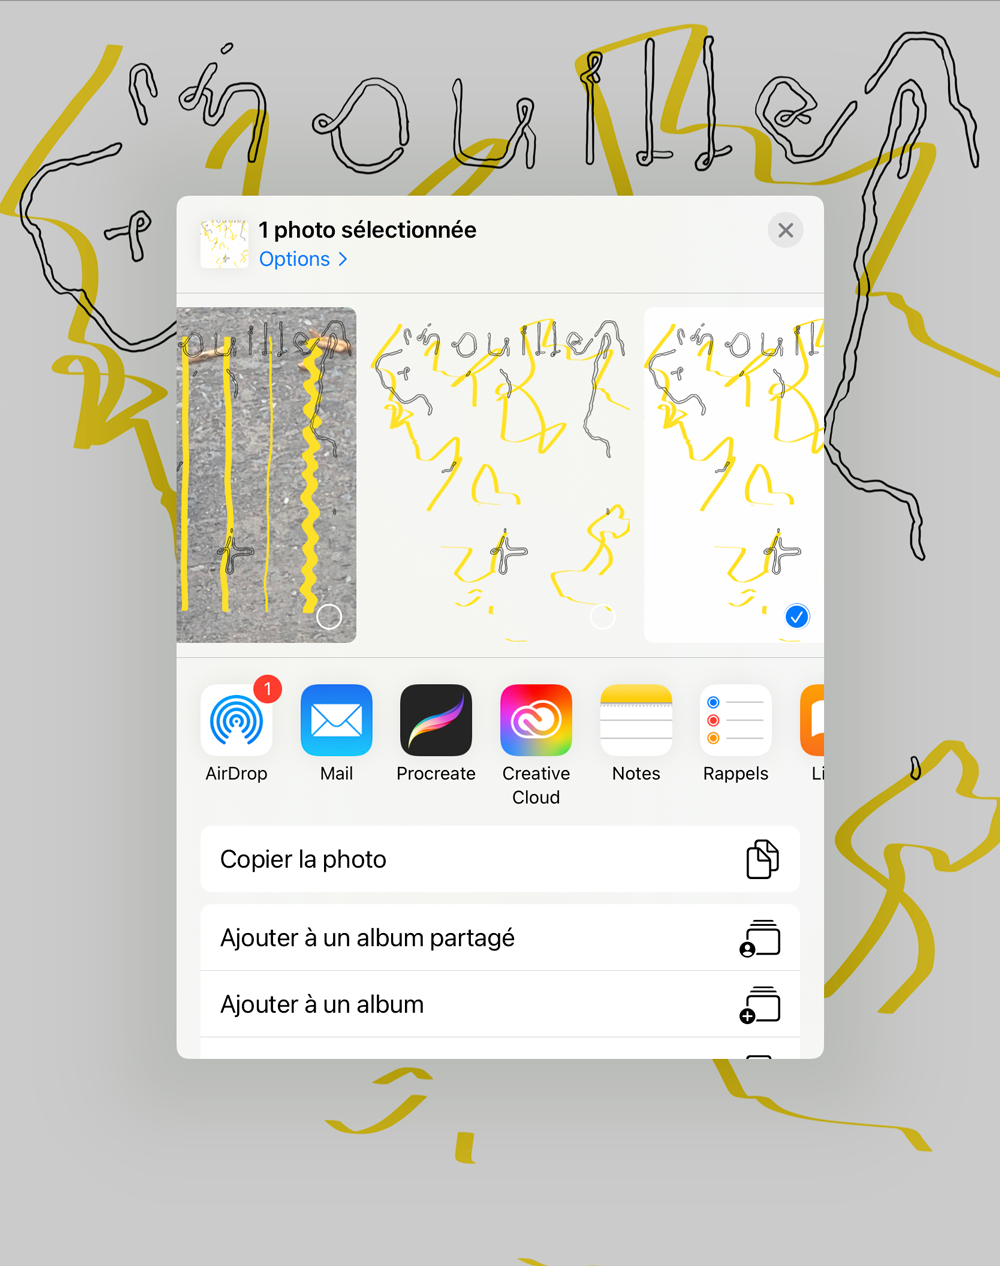 1 photo sélectionnée
Options
1
AirDrop
Mail
Procreate
Creative
Cloud
Notes
Rappels
Li
Copier la photo
Ajouter à un album partagé
Ajouter à un album